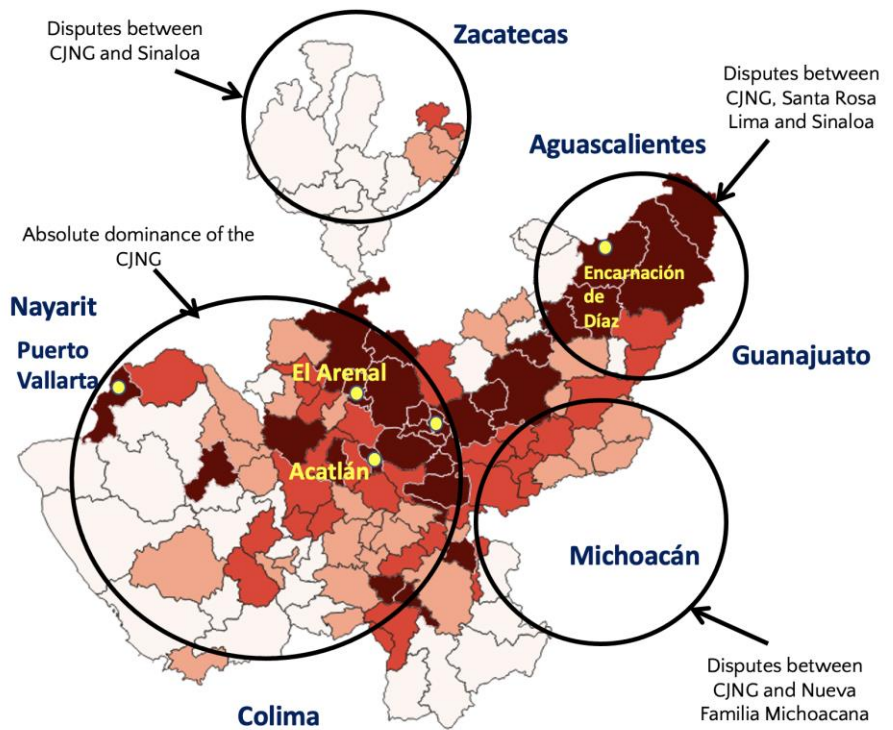 Disputes between
CJNG and Sinaloa
Zacatecas
Disputes between
CJNG, Santa Rosa
Lima and Sinaloa
Aguascalientes
Absolute dominance of the
CJNG
Encarnación
de
Díaz
Nayarit
Puerto
Vallarta
Guanajuato
El Arenal
Acatlán
Michoacán
Disputes between
CJNG and Nueva
Familia Michoacana
Colima